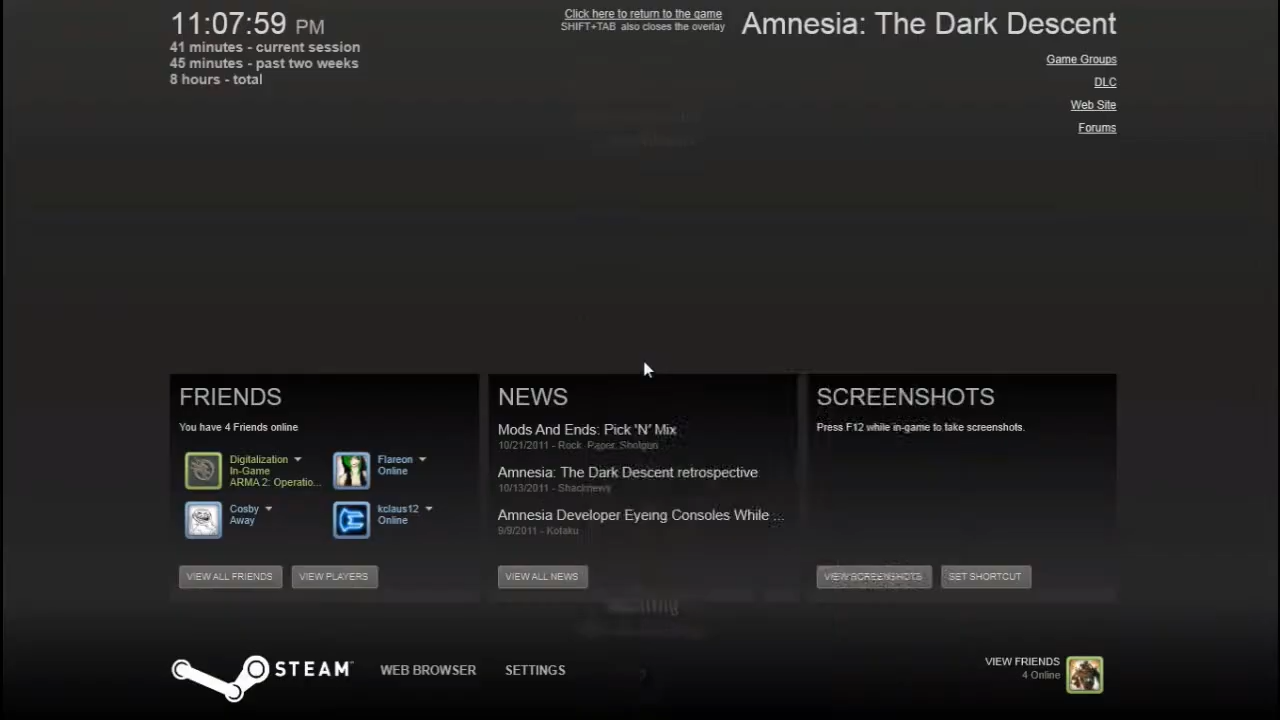 11:07:59 PM
41 minutes - current session
45 minutes - past two weeks
8 hours - total
Click here to return to the game
SHIFT+TAB also closes the overlay
Amnesia: The Dark Descent
Game Groups
DLC
Web Site
Forums
FRIENDS
You have 4 Friends online
Digitalization
In-Game
ARMA 2: Operatio...
Flareon
Online
Cosby
Away
kclaus12
Online
VIEW ALL FRIENDS
VIEW PLAYERS
NEWS
Mods And Ends: Pick 'N' Mix
10/21/2011 - Rock, Paper, Shotgun
Amnesia: The Dark Descent retrospective
10/13/2011 - Shacknews
Amnesia Developer Eyeing Consoles While ...
9/9/2011 - Kotaku
VIEW ALL NEWS
SCREENSHOTS
Press F12 while in-game to take screenshots.
VIEW SCREENSHOTS
SET SHORTCUT
STEAM
WEB BROWSER
SETTINGS
VIEW FRIENDS
4 Online